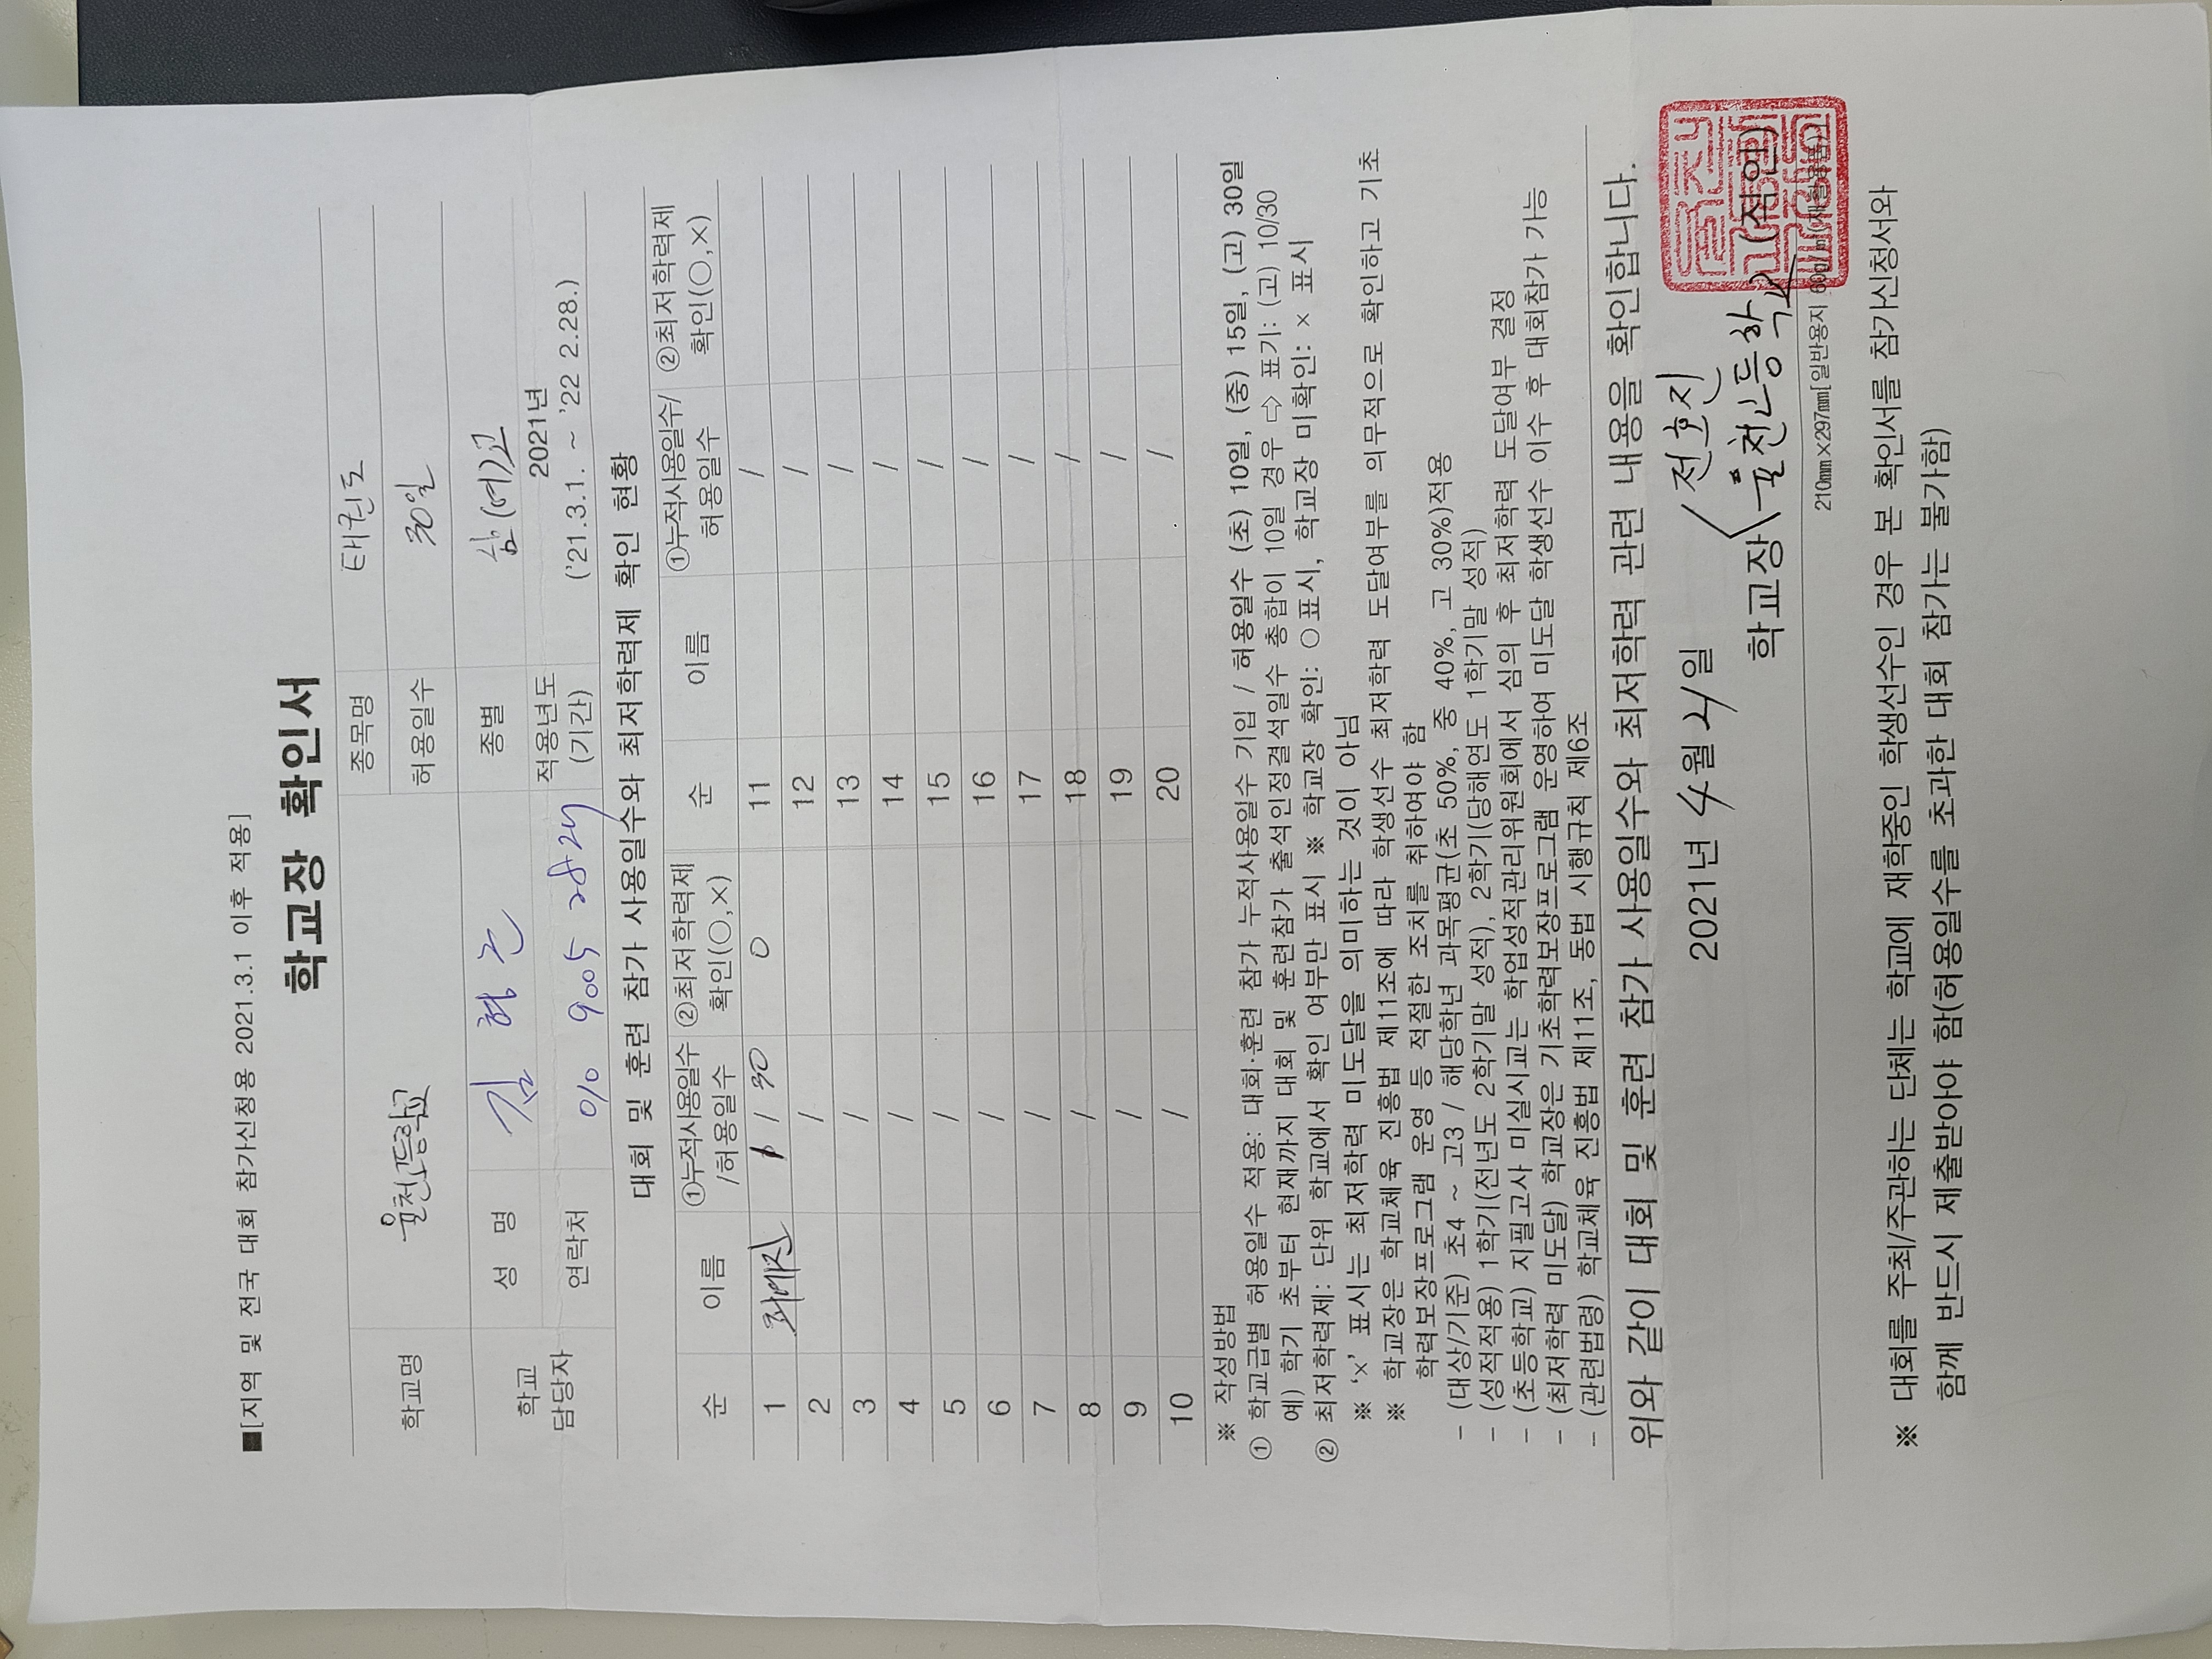 ■[지역 및 전국 대회 참가신청용 2021.3.1 이후 적용]
학교장 확인서
학교명 율천고등학교 종목명 태권도
허용일수 30일
학교 담당자 성 명 김 종별 (여)고
연락처 010 9005 2824 적용년도 (기간) 2021년 ('21.3.1. ~ '22 2.28.)
대회 및 훈련 참가 사용일수와 최저학력제 확인 현황
순 이름 ①누적사용일수/허용일수 ②최저학력제 확인(○,×) 순 이름 ①누적사용일수/허용일수 ②최저학력제 확인(○,×)
1 / 30 0 11 /
2 / 12 /
3 / 13 /
4 / 14 /
5 / 15 /
6 / 16 /
7 / 17 /
8 / 18 /
9 / 19 /
10 / 20 /
※ 작성방법
① 학교급별 허용일수 적용: 대회·훈련 참가 누적사용일수 기입 / 허용일수 (초) 10일, (중) 15일, (고) 30일
예) 학기 초부터 현재까지 대회 및 훈련참가 출석인정결석일수 총합이 10일 경우 ⇨ 표기: (고) 10/30
② 최저학력제: 단위 학교에서 확인 여부만 표시 ※ 학교장 확인: ○표시, 학교장 미확인: × 표시
※ '×' 표시는 최저학력 미도달을 의미하는 것이 아님
※ 학교장은 학교체육 진흥법 제11조에 따라 학생선수 최저학력 도달여부를 의무적으로 확인하고 기초
학력보장프로그램 운영 등 적절한 조치를 취하여야 함
- (대상/기준) 초4 ~ 고3 / 해당학년 과목평균(초 50%, 중 40%, 고 30%)적용
- (성적적용) 1학기(전년도 2학기말 성적), 2학기(당해연도 1학기말 성적)
- (초등학교) 지필고사 미실시교는 학업성적관리위원회에서 심의 후 최저학력 도달여부 결정
- (최저학력 미도달) 학교장은 기초학력보장프로그램 운영하여 미도달 학생선수 이수 후 대회참가 가능
- (관련법령) 학교체육 진흥법 제11조, 동법 시행규칙 제6조
위와 같이 대회 및 훈련 참가 사용일수와 최저학력 관련 내용을 확인합니다.
2021년 4월 일 전호진
학교장 율천고등학교 (직인)
210㎜×297㎜[일반용지 60g/㎡(재활용품)]
※ 대회를 주최/주관하는 단체는 학교에 재학중인 학생선수인 경우 본 확인서를 참가신청서와
함께 반드시 제출받아야 함(허용일수를 초과한 대회 참가는 불가함)